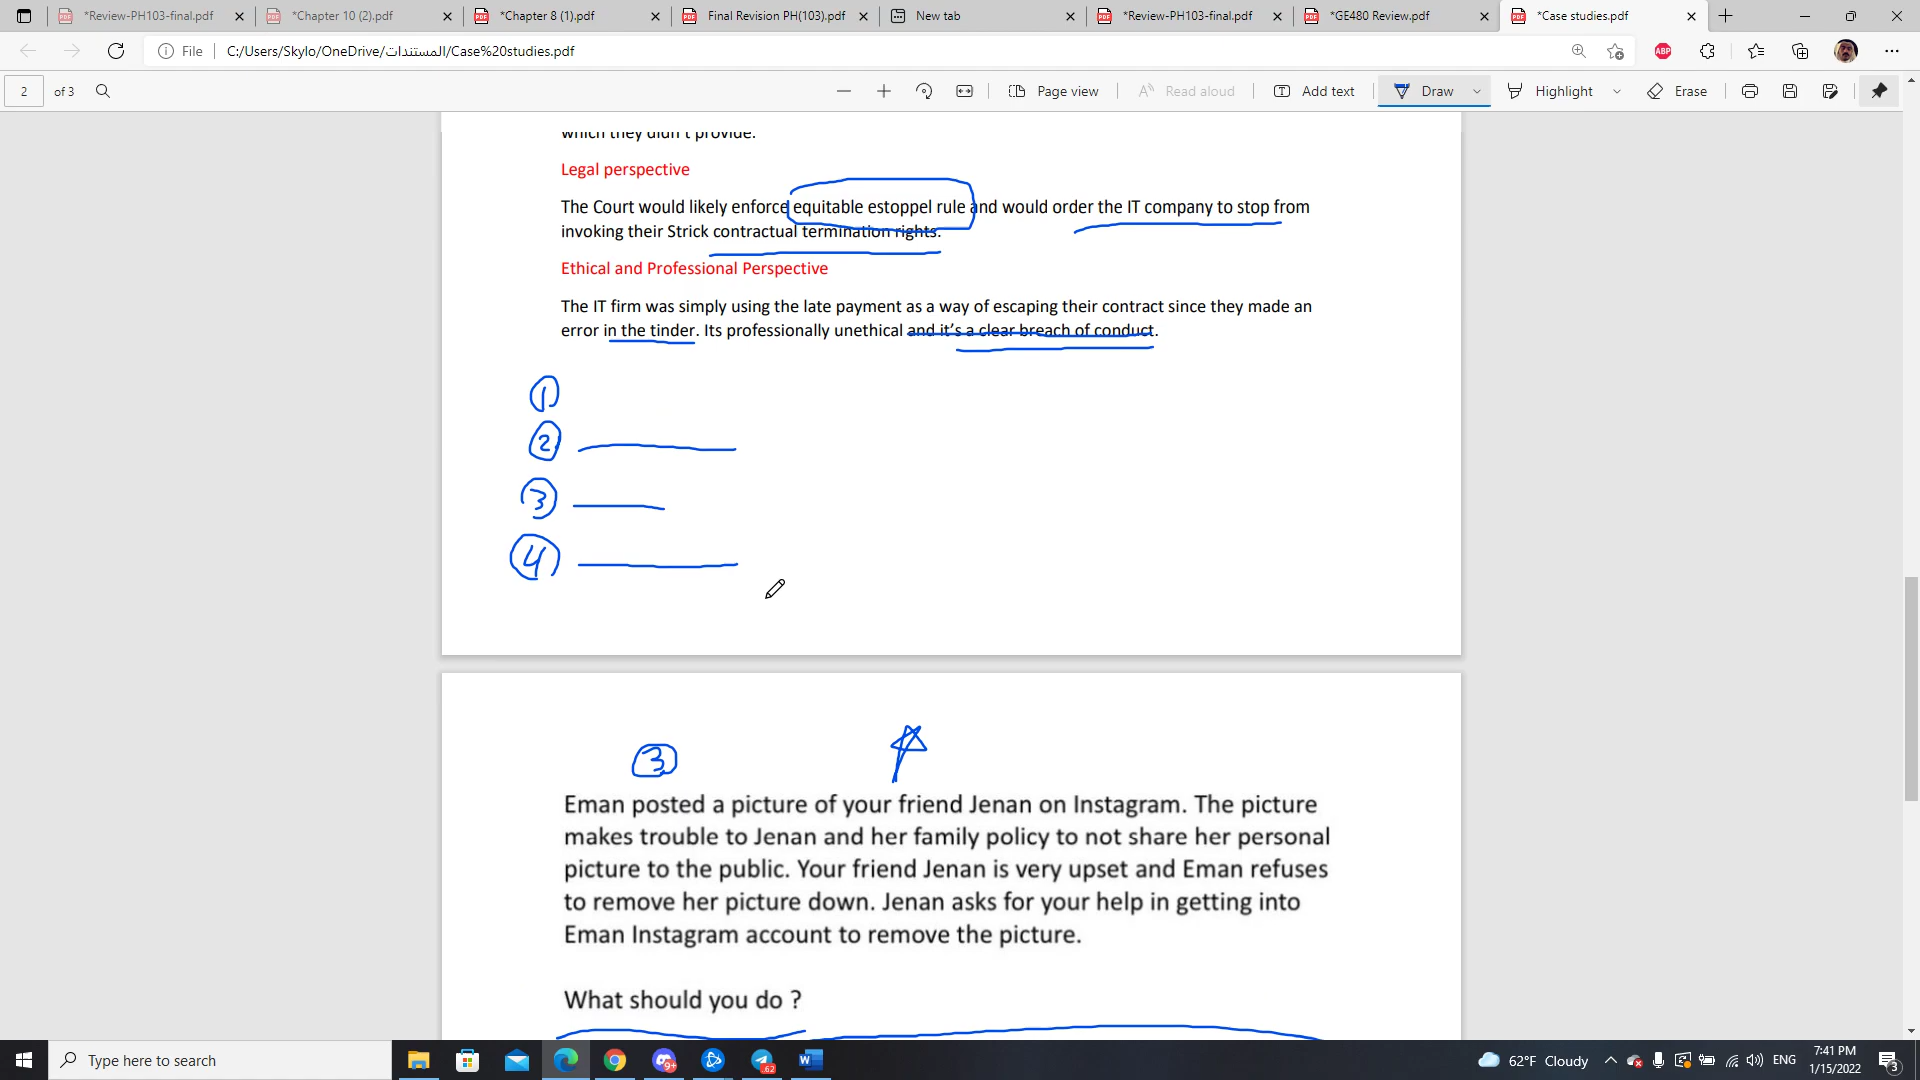 *Review-PH103-final.pdf
*Chapter 10 (2).pdf
*Chapter 8 (1).pdf
Final Revision PH(103).pdf
New tab
*Review-PH103-final.pdf
*GE480 Review.pdf
*Case studies.pdf
File
C:/Users/Skylo/OneDrive/المستندات/Case%20studies.pdf
ABP
2 of 3
Page view
Read aloud
Add text
Draw
Highlight
Erase
which they didn't provide.
Legal perspective
The Court would likely enforce equitable estoppel rule and would order the IT company to stop from
invoking their Strick contractual termination rights.
Ethical and Professional Perspective
The IT firm was simply using the late payment as a way of escaping their contract since they made an
error in the tinder. Its professionally unethical and it's a clear breach of conduct.
1
2
3
4
3
Eman posted a picture of your friend Jenan on Instagram. The picture
makes trouble to Jenan and her family policy to not share her personal
picture to the public. Your friend Jenan is very upset and Eman refuses
to remove her picture down. Jenan asks for your help in getting into
Eman Instagram account to remove the picture.
What should you do ?
Type here to search
62°F Cloudy
ENG
7:41 PM
1/15/2022
3